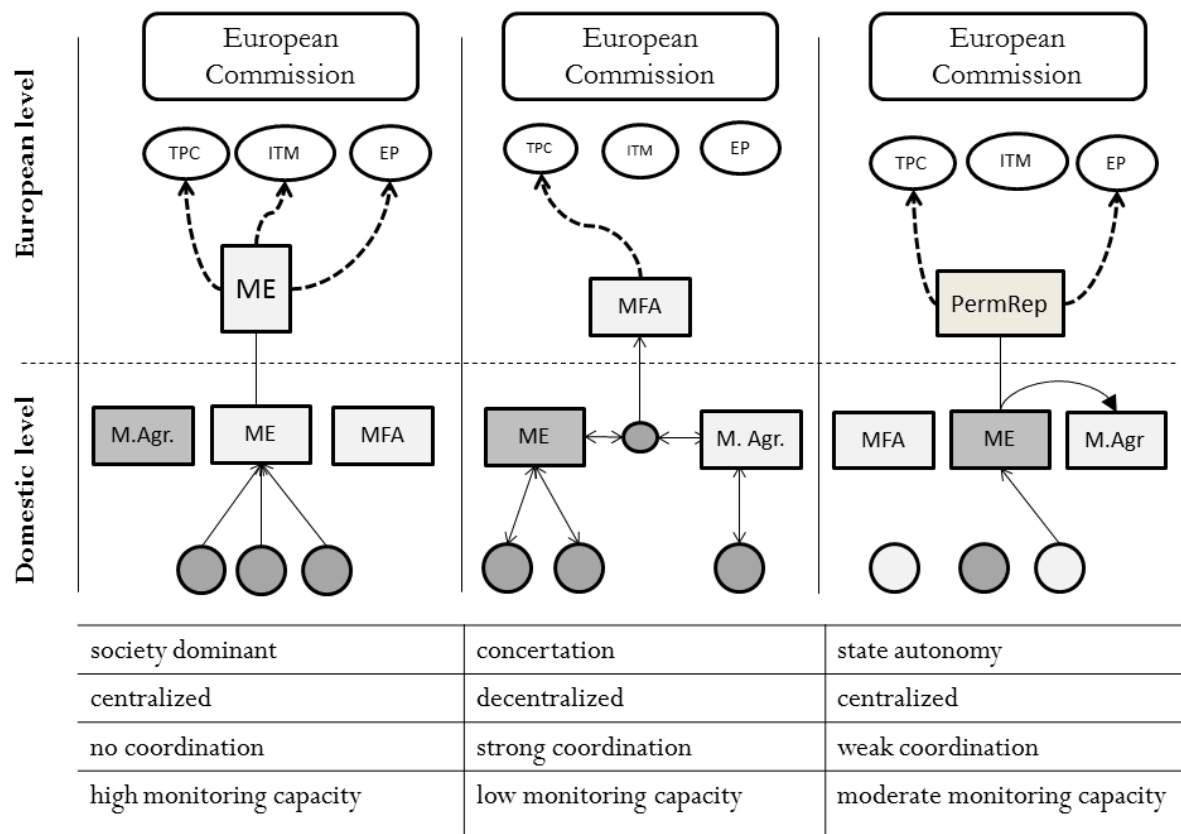 European level
European
Commission
European
Commission
European
Commission
TPC
ITM
EP
TPC
ITM
EP
TPC
ITM
EP
ME
MFA
PermRep
Domestic level
M.Agr.
ME
MFA
ME
M. Agr.
MFA
ME
M.Agr
society dominant
concertation
state autonomy
centralized
decentralized
centralized
no coordination
strong coordination
weak coordination
high monitoring capacity
low monitoring capacity
moderate monitoring capacity